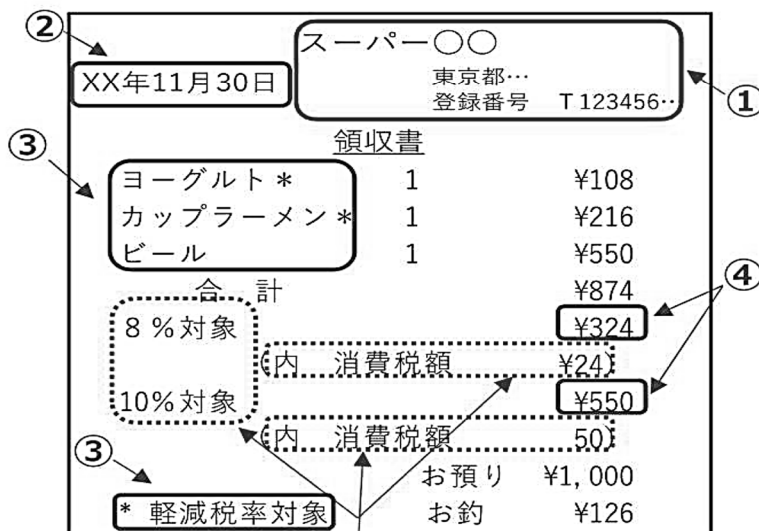 ②
スーパー○○
XX年11月30日
東京都…
登録番号 T123456…
①
③
領収書
ヨーグルト* 1 ¥108
カップラーメン* 1 ¥216
ビール 1 ¥550
合 計 ¥874
④
8%対象 ¥324
(内 消費税額 ¥24)
10%対象 ¥550
(内 消費税額 50)
③
お預り ¥1,000
* 軽減税率対象
お釣 ¥126